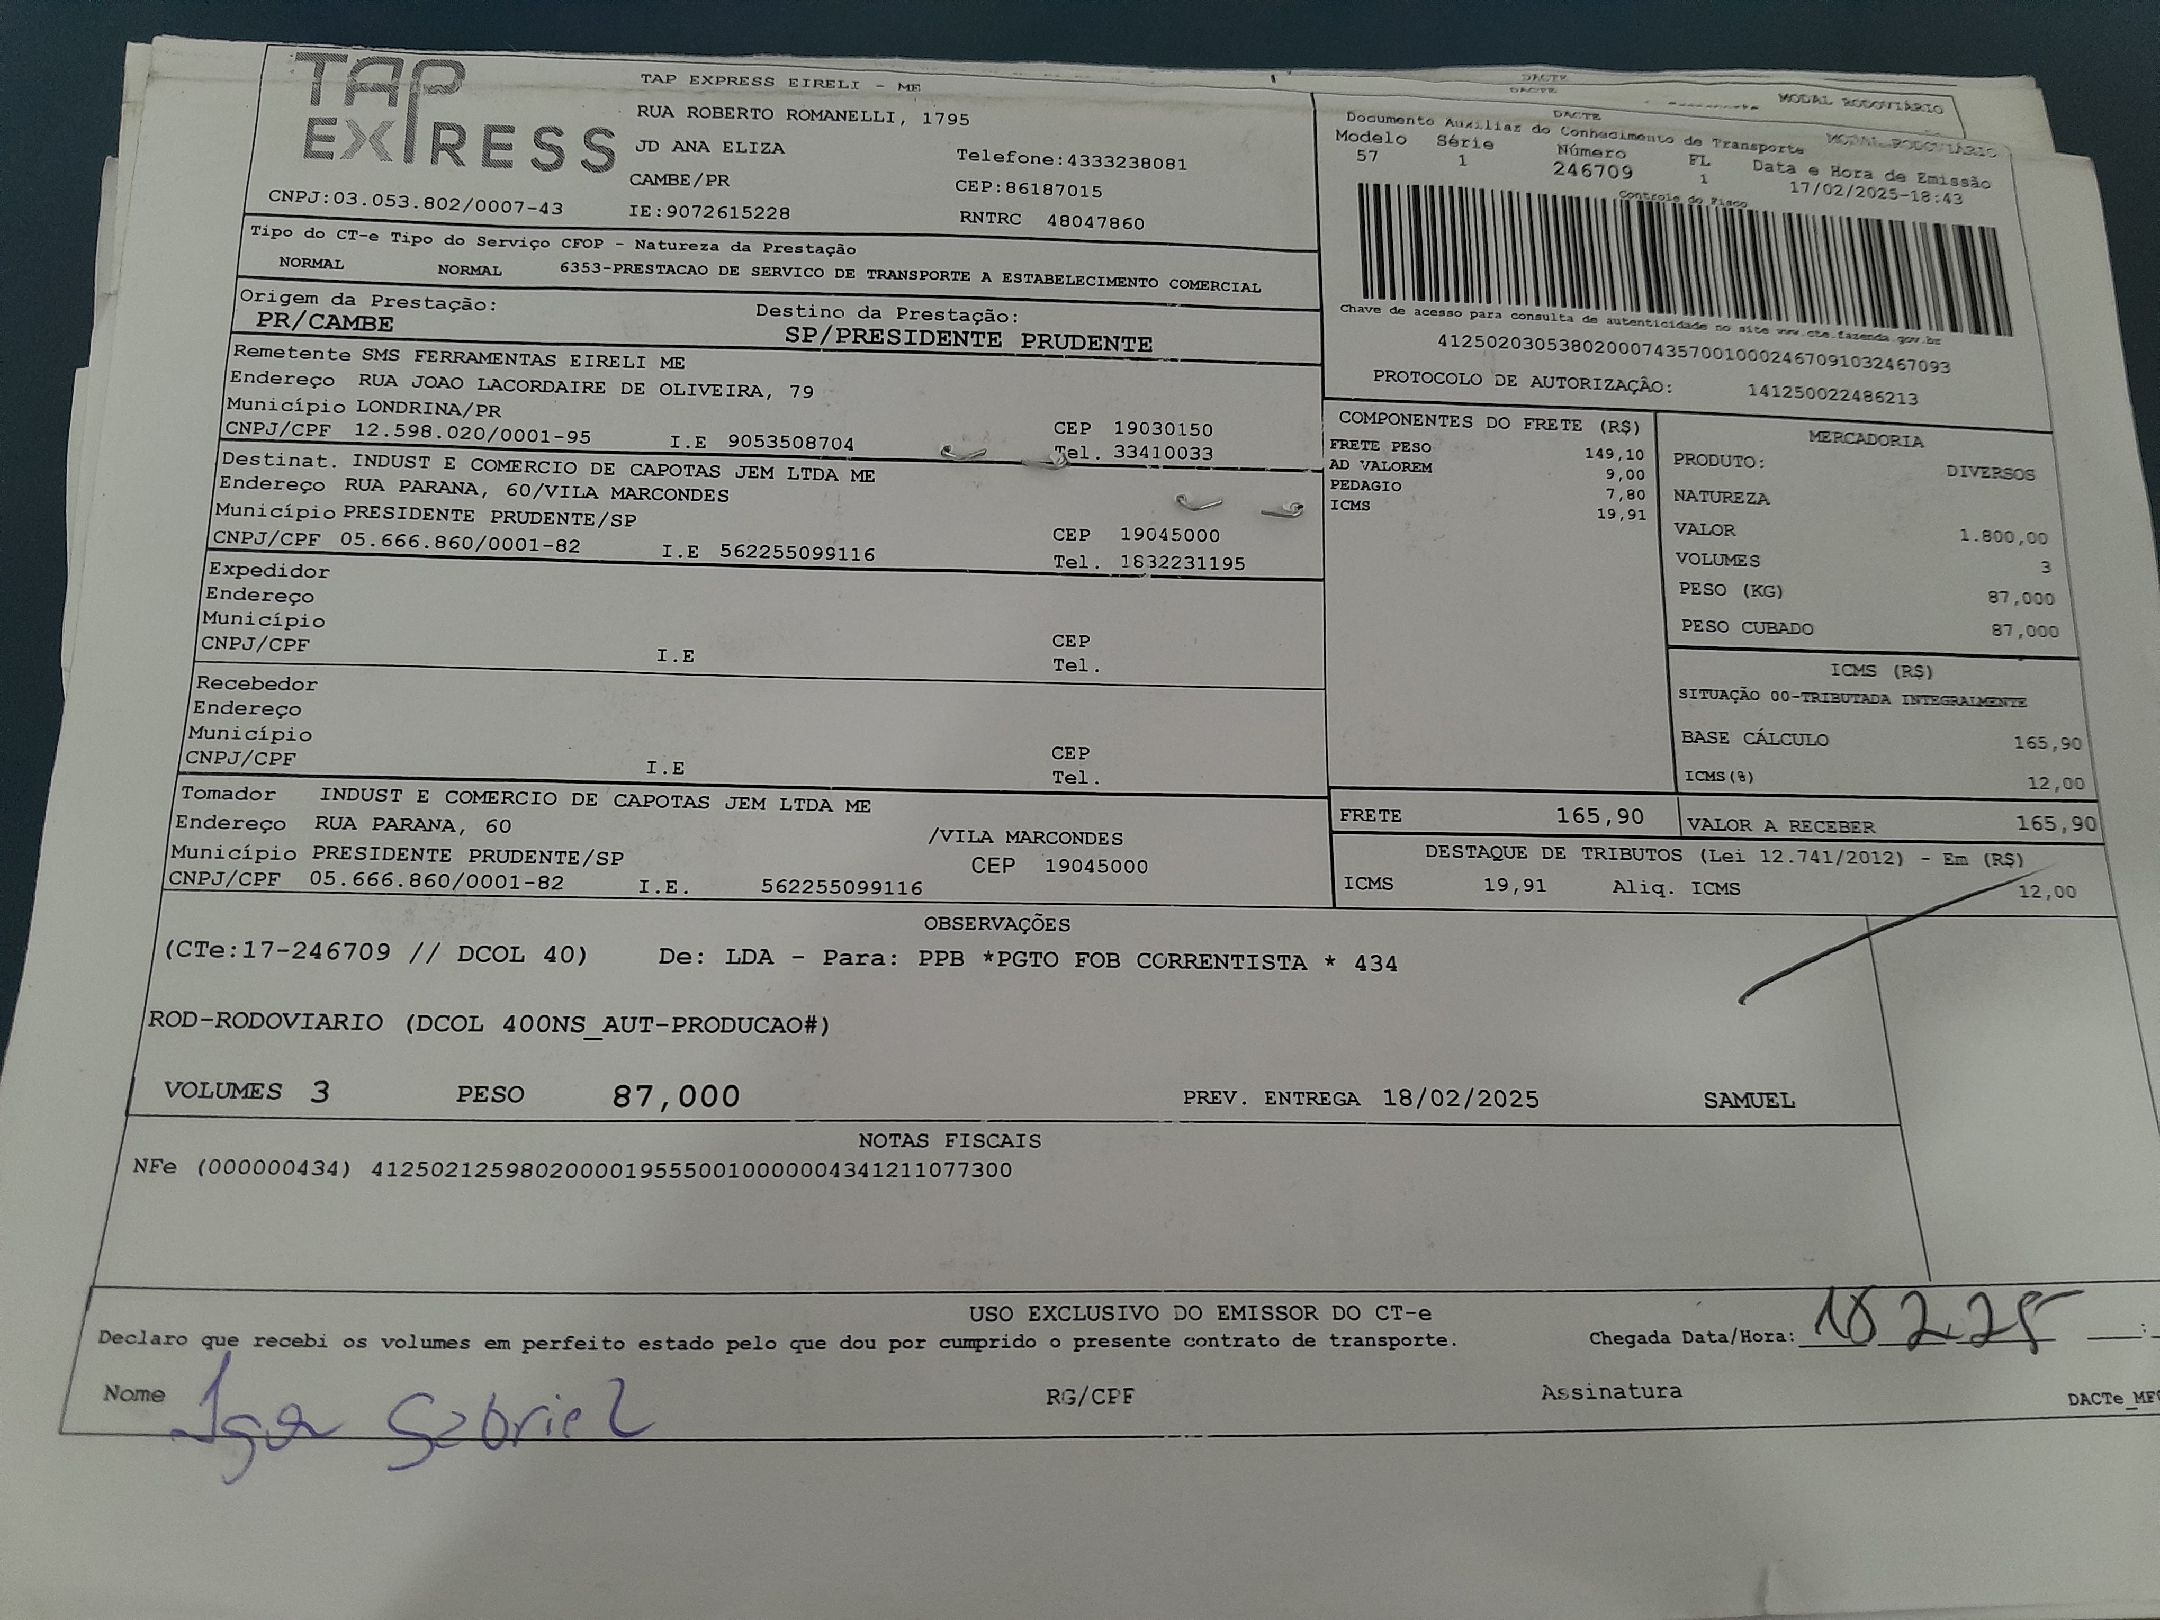 DACTE
DACTE
MODAL RODOVIÁRIO
TAP EXPRESS
TAP EXPRESS EIRELI - ME
RUA ROBERTO ROMANELLI, 1795
JD ANA ELIZA
Telefone:4333238081
CAMBE/PR
CEP:86187015
CNPJ:03.053.802/0007-43
IE:9072615228
RNTRC 48047860
DACTE
MODAL RODOVIÁRIO
Documento Auxiliar do Conhecimento de Transporte
Modelo Série Número FL Data e Hora de Emissão
57 1 246709 1 17/02/2025-18:43
Controle do Fisco
Chave de acesso para consulta de autenticidade no site www.cte.fazenda.gov.br
41250203053802000743570010002467091032467093
PROTOCOLO DE AUTORIZAÇÃO: 141250022486213
Tipo do CT-e Tipo do Serviço CFOP - Natureza da Prestação
NORMAL NORMAL 6353-PRESTACAO DE SERVICO DE TRANSPORTE A ESTABELECIMENTO COMERCIAL
Origem da Prestação: Destino da Prestação:
PR/CAMBE SP/PRESIDENTE PRUDENTE
Remetente SMS FERRAMENTAS EIRELI ME
Endereço RUA JOAO LACORDAIRE DE OLIVEIRA, 79
Município LONDRINA/PR CEP 19030150
CNPJ/CPF 12.598.020/0001-95 I.E 9053508704 Tel. 33410033
Destinat. INDUST E COMERCIO DE CAPOTAS JEM LTDA ME
Endereço RUA PARANA, 60/VILA MARCONDES
Município PRESIDENTE PRUDENTE/SP CEP 19045000
CNPJ/CPF 05.666.860/0001-82 I.E 562255099116 Tel. 1832231195
Expedidor
Endereço
Município CEP
CNPJ/CPF I.E Tel.
Recebedor
Endereço
Município CEP
CNPJ/CPF I.E Tel.
Tomador INDUST E COMERCIO DE CAPOTAS JEM LTDA ME
Endereço RUA PARANA, 60 /VILA MARCONDES
Município PRESIDENTE PRUDENTE/SP CEP 19045000
CNPJ/CPF 05.666.860/0001-82 I.E. 562255099116
COMPONENTES DO FRETE (R$)
FRETE PESO 149,10
AD VALOREM 9,00
PEDAGIO 7,80
ICMS 19,91
MERCADORIA
PRODUTO: DIVERSOS
NATUREZA
VALOR 1.800,00
VOLUMES 3
PESO (KG) 87,000
PESO CUBADO 87,000
ICMS (R$)
SITUAÇÃO 00-TRIBUTADA INTEGRALMENTE
BASE CÁLCULO 165,90
ICMS(%) 12,00
FRETE 165,90 VALOR A RECEBER 165,90
DESTAQUE DE TRIBUTOS (Lei 12.741/2012) - Em (R$)
ICMS 19,91 Aliq. ICMS 12,00
OBSERVAÇÕES
(CTe:17-246709 // DCOL 40) De: LDA - Para: PPB *PGTO FOB CORRENTISTA * 434
ROD-RODOVIARIO (DCOL 400NS_AUT-PRODUCAO#)
VOLUMES 3 PESO 87,000 PREV. ENTREGA 18/02/2025 SAMUEL
NOTAS FISCAIS
NFe (000000434) 41250212598020000195550010000004341211077300
USO EXCLUSIVO DO EMISSOR DO CT-e
Declaro que recebi os volumes em perfeito estado pelo que dou por cumprido o presente contrato de transporte. Chegada Data/Hora: 18 2 25 :
Nome Igor Gabriel RG/CPF Assinatura DACTe_MF